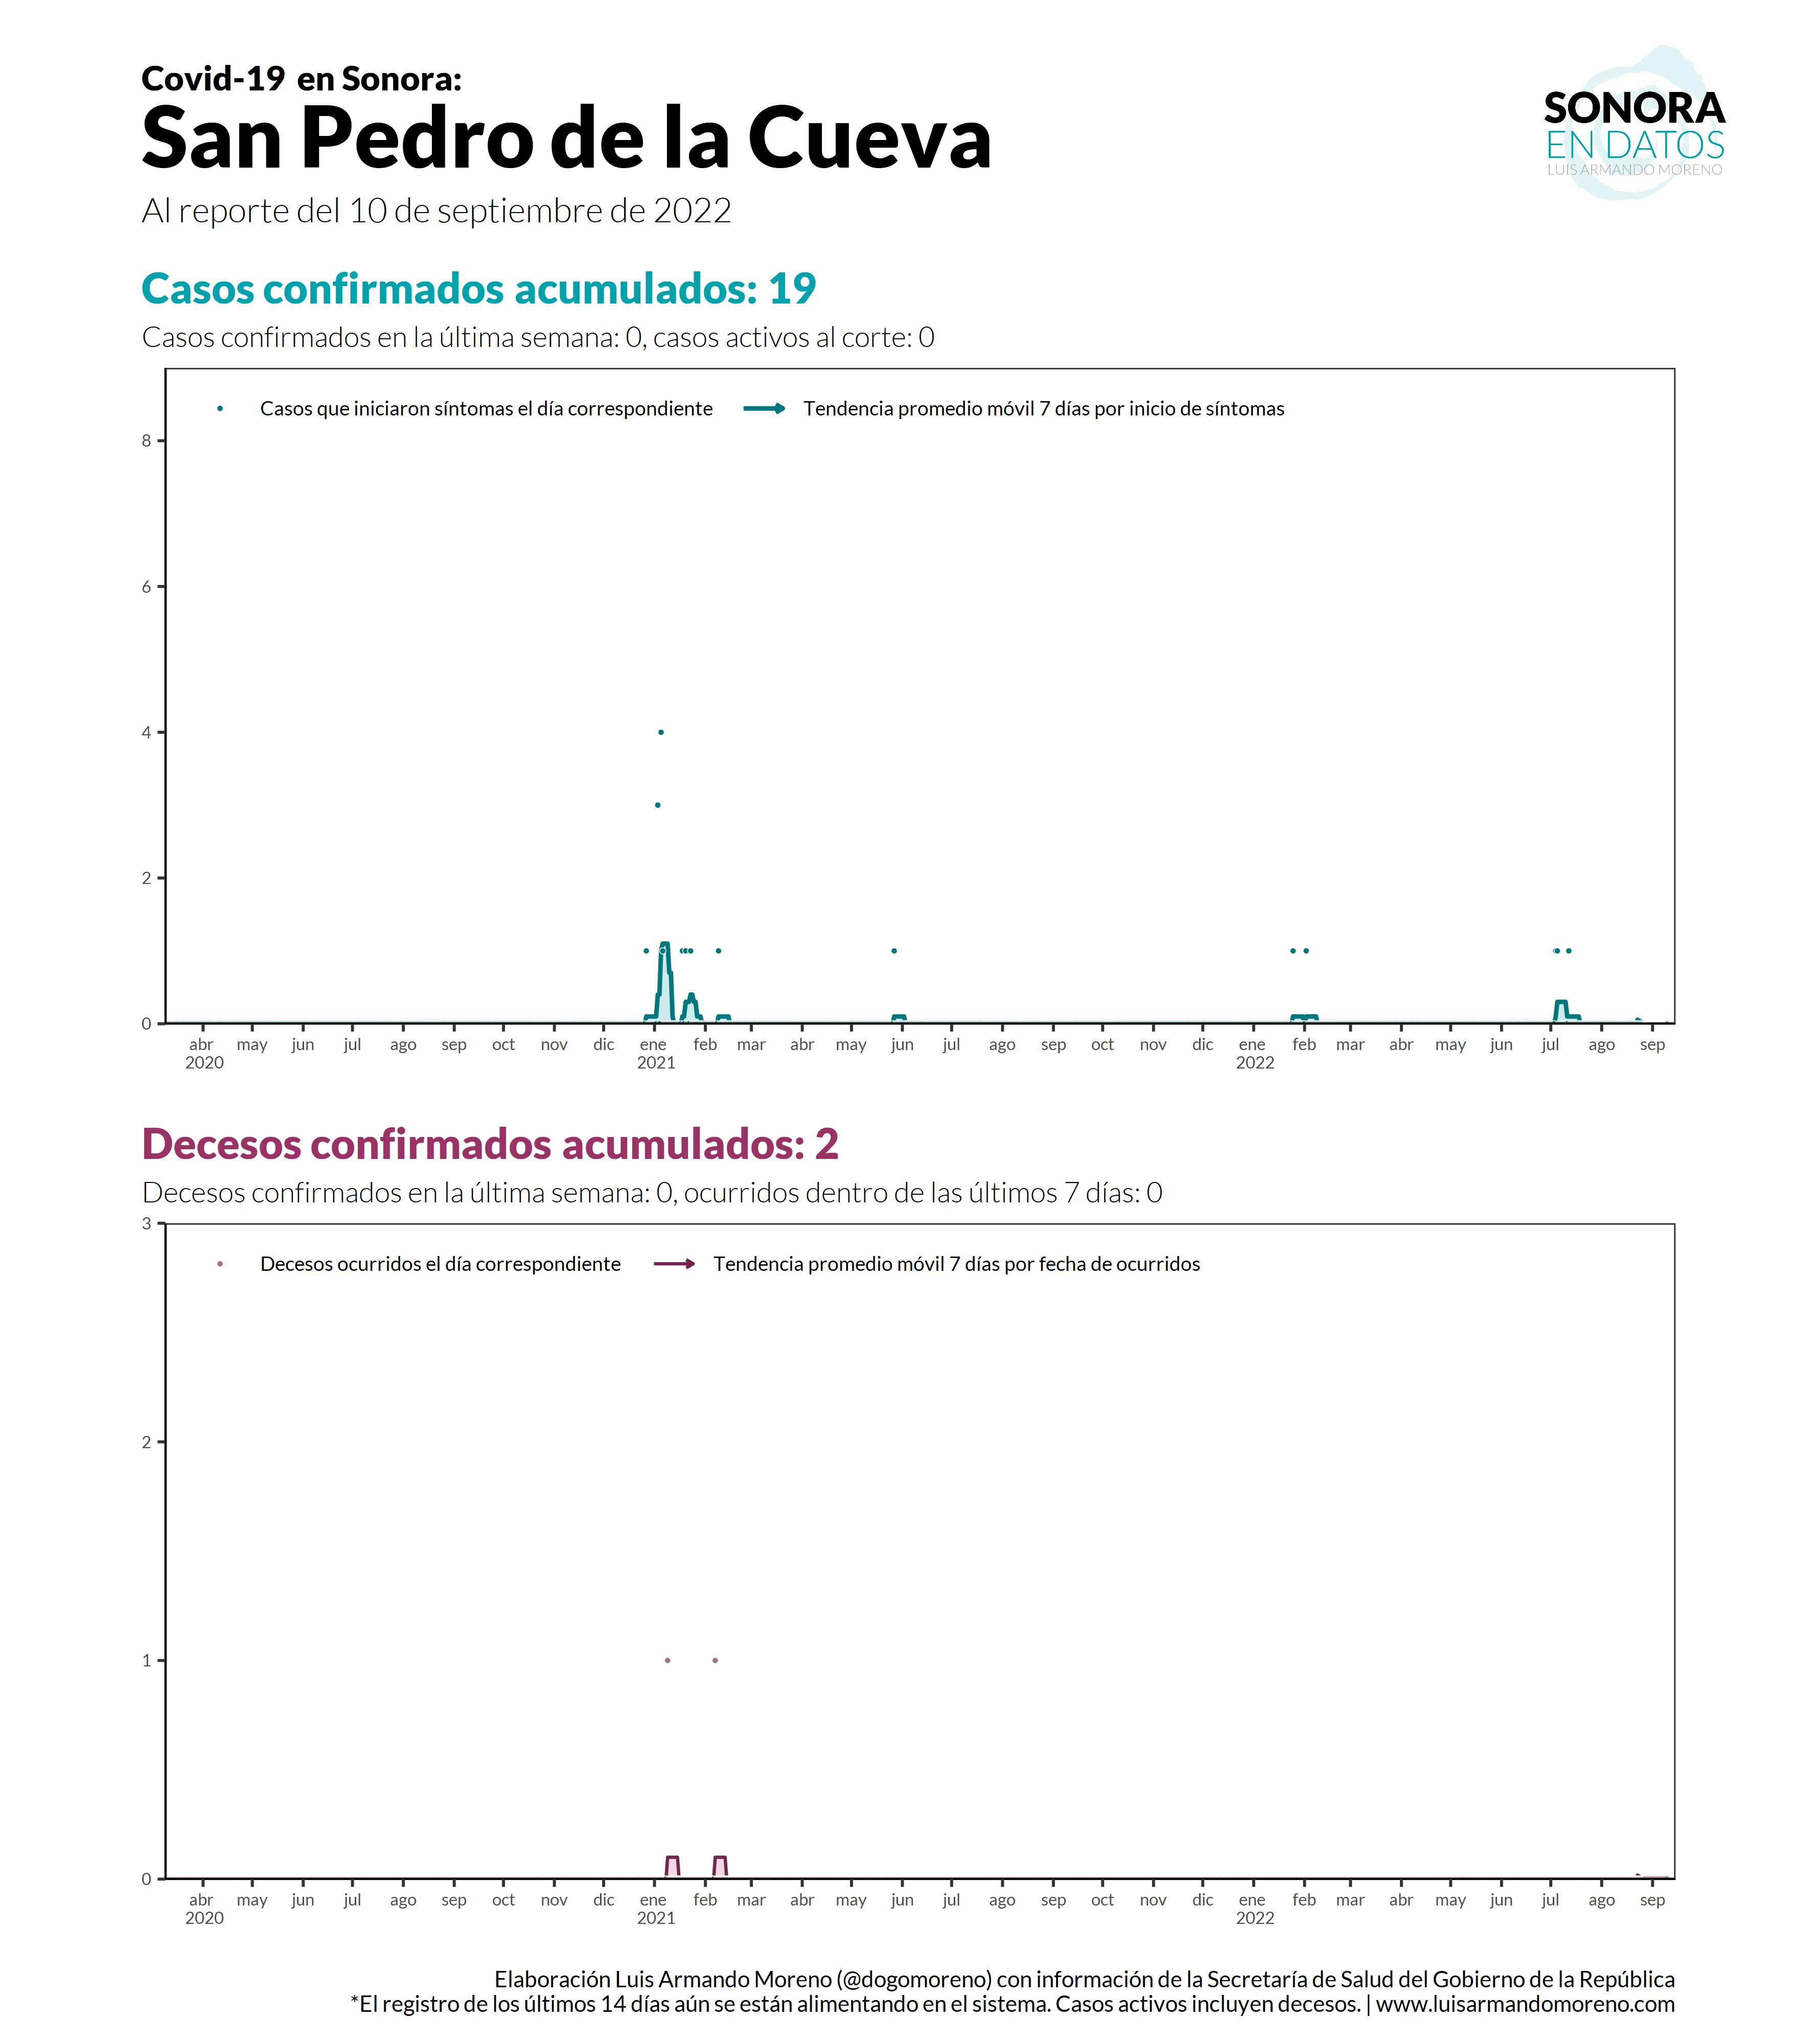 Covid-19 en Sonora:
San Pedro de la Cueva
Al reporte del 10 de septiembre de 2022
SONORA
EN DATOS
LUIS ARMANDO MORENO
Casos confirmados acumulados: 19
Casos confirmados en la última semana: 0, casos activos al corte: 0
Casos que iniciaron síntomas el día correspondiente Tendencia promedio móvil 7 días por inicio de síntomas
8
6
4
2
0
abr may jun jul ago sep oct nov dic ene feb mar abr may jun jul ago sep oct nov dic ene feb mar abr may jun jul ago sep
2020 2021 2022
Decesos confirmados acumulados: 2
Decesos confirmados en la última semana: 0, ocurridos dentro de las últimos 7 días: 0
3
Decesos ocurridos el día correspondiente Tendencia promedio móvil 7 días por fecha de ocurridos
2
1
0
abr may jun jul ago sep oct nov dic ene feb mar abr may jun jul ago sep oct nov dic ene feb mar abr may jun jul ago sep
2020 2021 2022
Elaboración Luis Armando Moreno (@dogomoreno) con información de la Secretaría de Salud del Gobierno de la República
*El registro de los últimos 14 días aún se están alimentando en el sistema. Casos activos incluyen decesos. | www.luisarmandomoreno.com